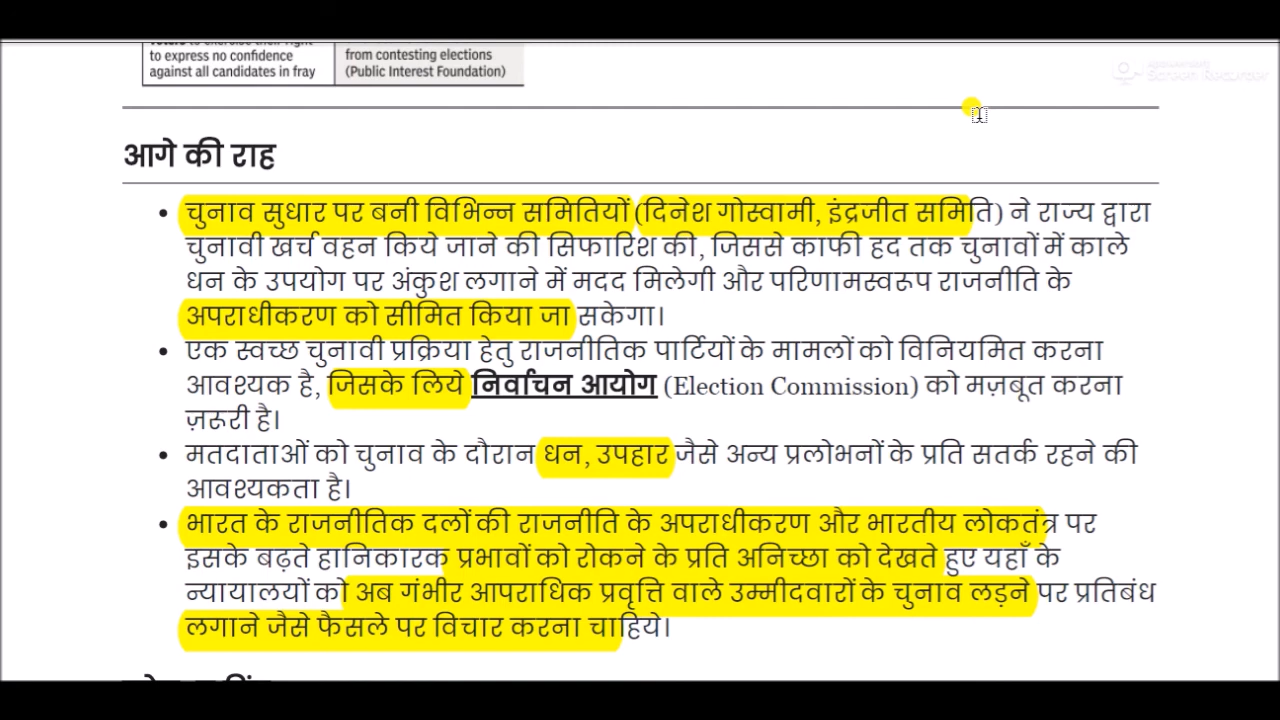 to express no confidence
against all candidates in fray
from contesting elections
(Public Interest Foundation)
Screen Recorder
आगे की राह
• चुनाव सुधार पर बनी विभिन्न समितियों (दिनेश गोस्वामी, इंद्रजीत समिति) ने राज्य द्वारा
चुनावी खर्च वहन किये जाने की सिफारिश की, जिससे काफी हद तक चुनावों में काले
धन के उपयोग पर अंकुश लगाने में मदद मिलेगी और परिणामस्वरूप राजनीति के
अपराधीकरण को सीमित किया जा सकेगा।
• एक स्वच्छ चुनावी प्रक्रिया हेतु राजनीतिक पार्टियों के मामलों को विनियमित करना
आवश्यक है, जिसके लिये निर्वाचन आयोग (Election Commission) को मज़बूत करना
ज़रूरी है।
• मतदाताओं को चुनाव के दौरान धन, उपहार जैसे अन्य प्रलोभनों के प्रति सतर्क रहने की
आवश्यकता है।
• भारत के राजनीतिक दलों की राजनीति के अपराधीकरण और भारतीय लोकतंत्र पर
इसके बढ़ते हानिकारक प्रभावों को रोकने के प्रति अनिच्छा को देखते हुए यहाँ के
न्यायालयों को अब गंभीर आपराधिक प्रवृत्ति वाले उम्मीदवारों के चुनाव लड़ने पर प्रतिबंध
लगाने जैसे फैसले पर विचार करना चाहिये।